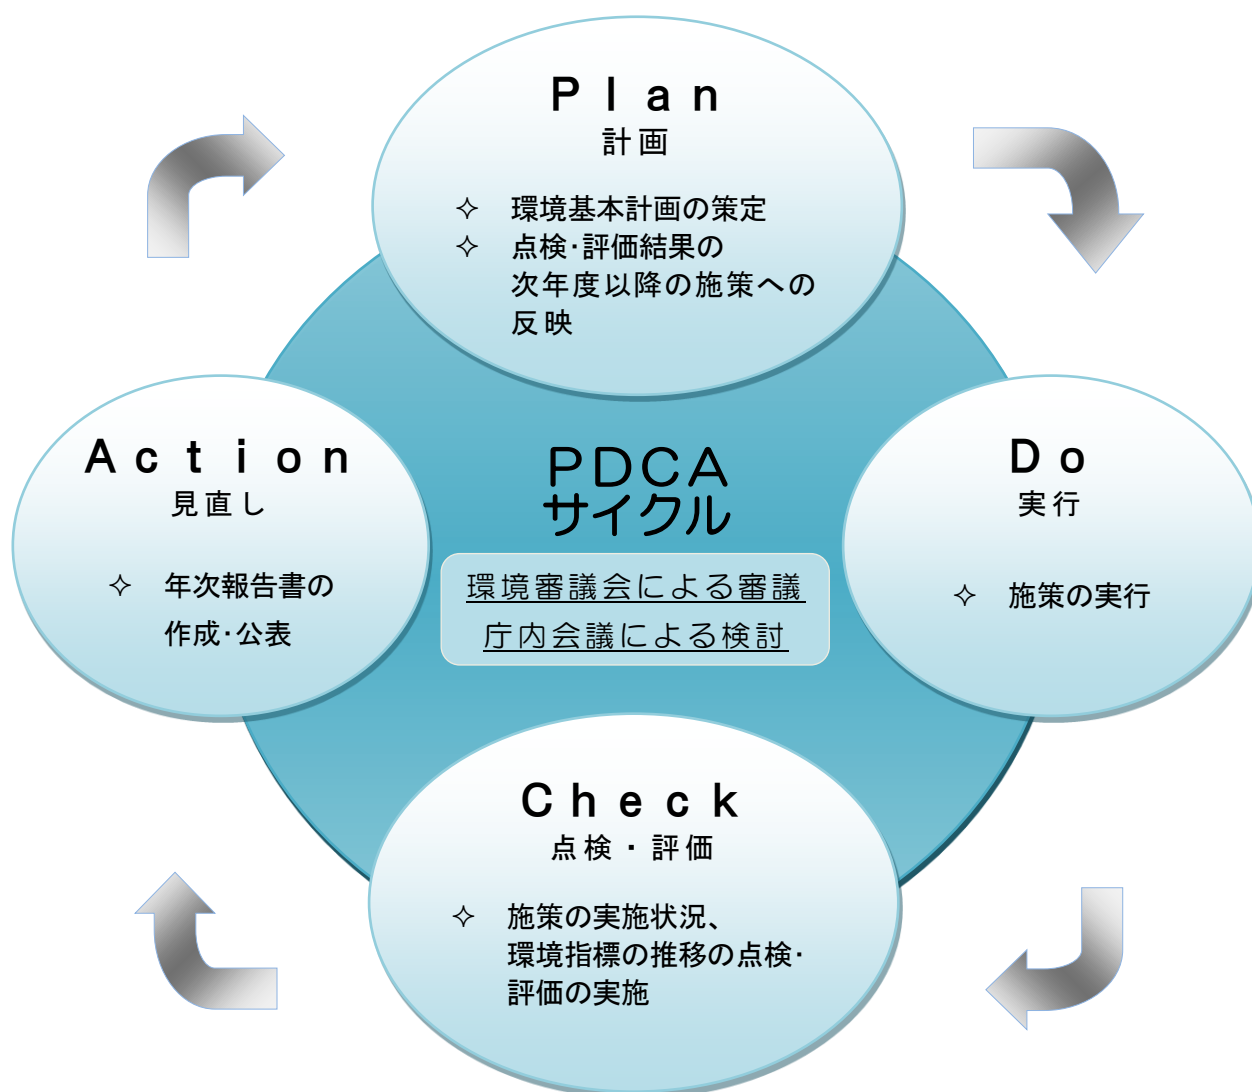 Plan
計画
✧ 環境基本計画の策定
✧ 点検･評価結果の
次年度以降の施策への
反映
Action
見直し
✧ 年次報告書の
作成･公表
PDCA
サイクル
環境審議会による審議
庁内会議による検討
Do
実行
✧ 施策の実行
Check
点検・評価
✧ 施策の実施状況、
環境指標の推移の点検･
評価の実施